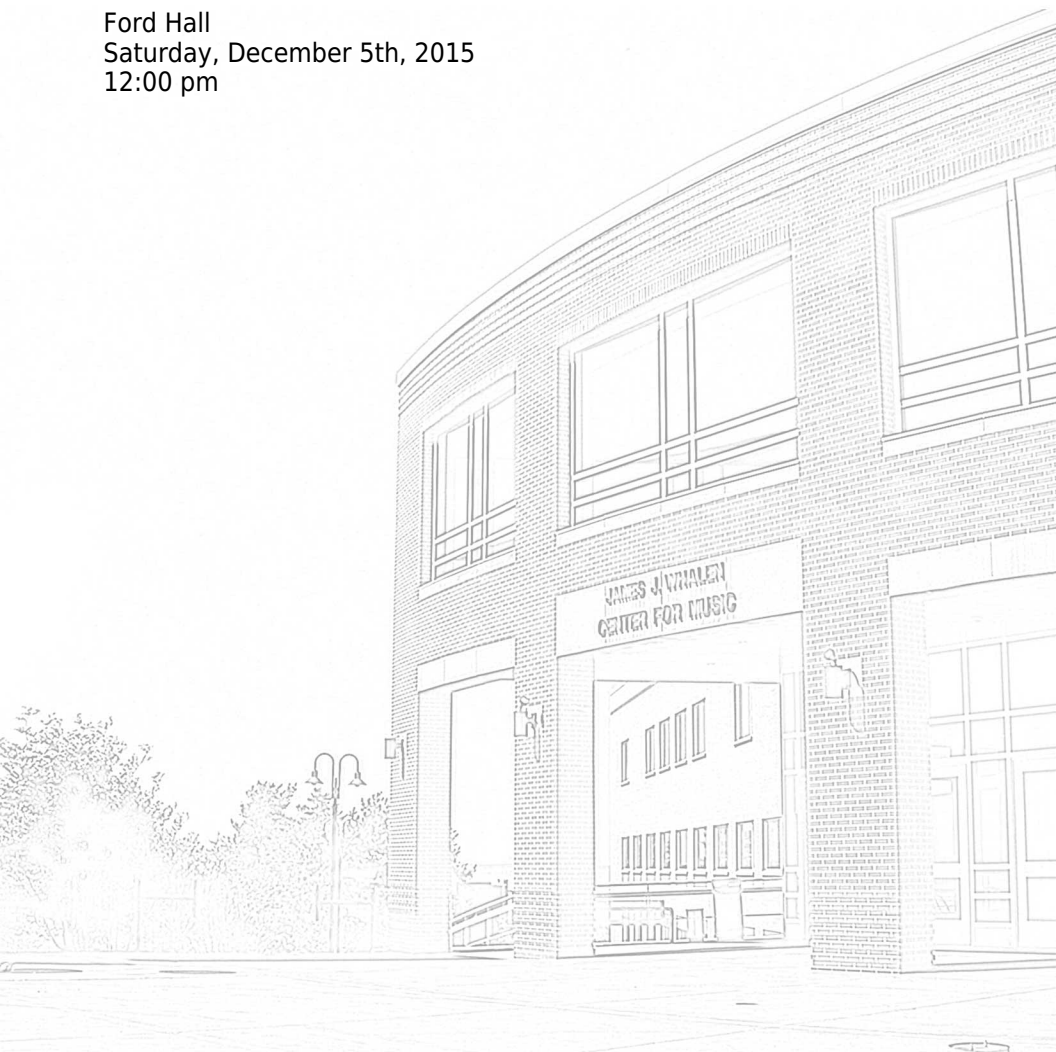 Ford Hall
Saturday, December 5th, 2015
12:00 pm
JAMES J. WHALEN
CENTER FOR MUSIC